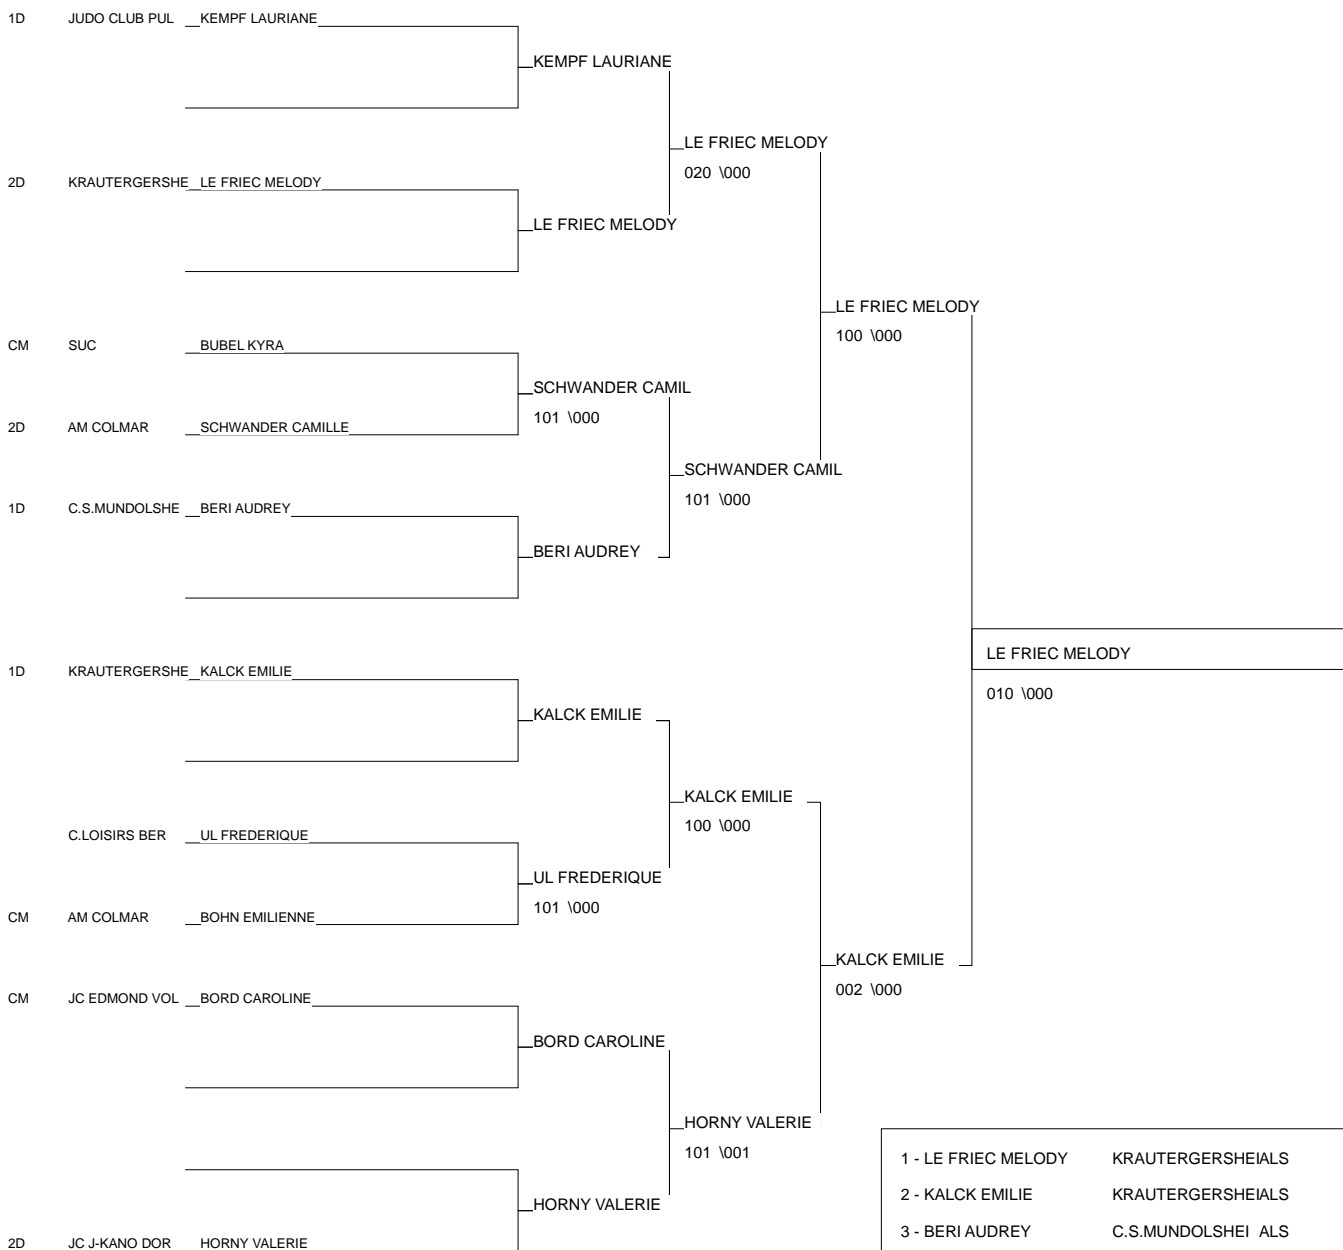 1D JUDO CLUB PUL KEMPF LAURIANE
KEMPF LAURIANE
LE FRIEC MELODY
020 \000
2D KRAUTERGERSHE LE FRIEC MELODY
LE FRIEC MELODY
LE FRIEC MELODY
100 \000
CM SUC BUBEL KYRA
SCHWANDER CAMIL
101 \000
2D AM COLMAR SCHWANDER CAMILLE
SCHWANDER CAMIL
101 \000
1D C.S.MUNDOLSHE BERI AUDREY
BERI AUDREY
LE FRIEC MELODY
010 \000
1D KRAUTERGERSHE KALCK EMILIE
KALCK EMILIE
KALCK EMILIE
100 \000
C.LOISIRS BER UL FREDERIQUE
UL FREDERIQUE
101 \000
CM AM COLMAR BOHN EMILIENNE
KALCK EMILIE
002 \000
CM JC EDMOND VOL BORD CAROLINE
BORD CAROLINE
HORNY VALERIE
101 \001
HORNY VALERIE
2D JC J-KANO DOR HORNY VALERIE
1 - LE FRIEC MELODY KRAUTERGERSHEIALS
2 - KALCK EMILIE KRAUTERGERSHEIALS
3 - BERI AUDREY C.S.MUNDOLSHEI ALS